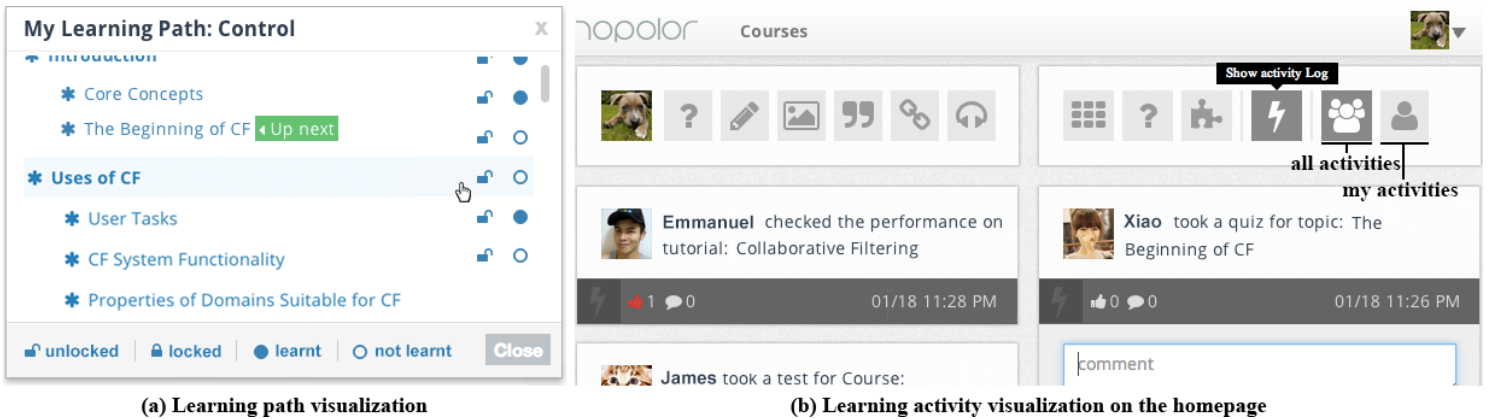 My Learning Path: Control
x
Introduction
Core Concepts
The Beginning of CF Up next
Uses of CF
User Tasks
CF System Functionality
Properties of Domains Suitable for CF
unlocked locked learnt not learnt Close
(a) Learning path visualization
nopolor Courses
Show activity Log
all activities
my activities
Emmanuel checked the performance on
tutorial: Collaborative Filtering
1 0 01/18 11:28 PM
Xiao took a quiz for topic: The
Beginning of CF
0 0 01/18 11:26 PM
James took a test for Course:
comment
(b) Learning activity visualization on the homepage